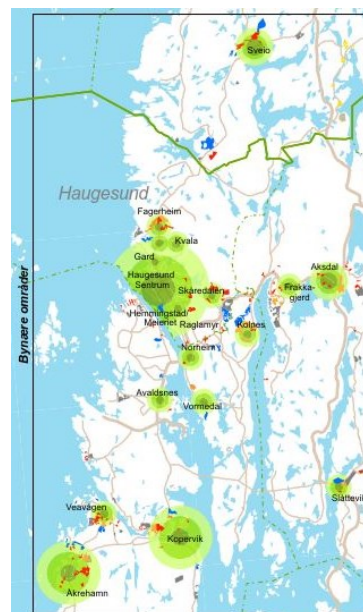 Sveio
Haugesund
Fagerheim
Kvala
Gard
Haugesund
Sentrum
Skåredalen
Aksdal
Frakka-
gjerd
Hemmingstad/
Meienet
Raglamyr
Kolnes
Norheim
Bynære områder
Avaldsnes
Vormedal
Slåttevik
Veavågen
Kopervik
Åkrehamn